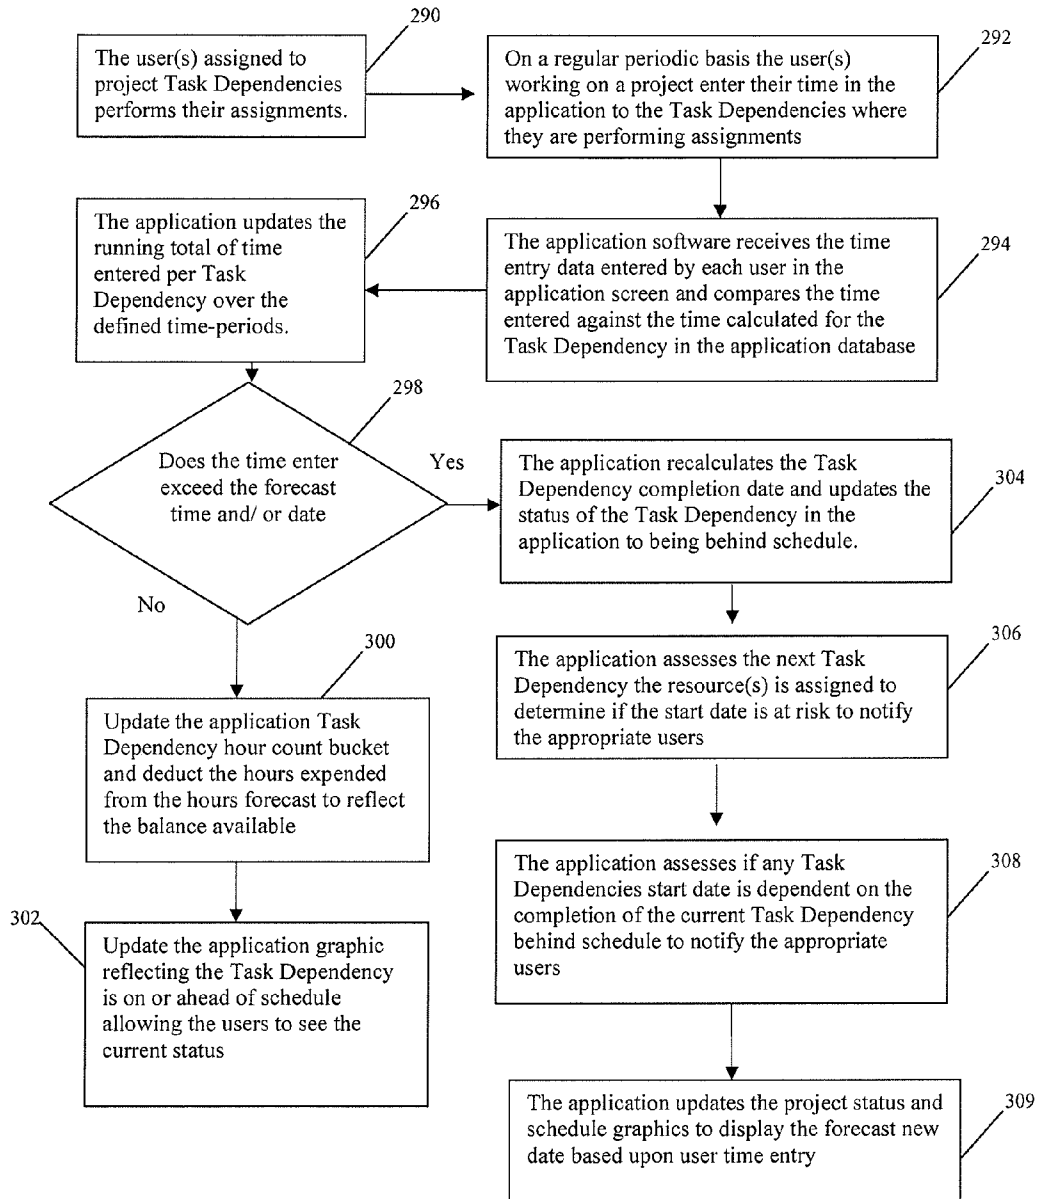 290
The user(s) assigned to
project Task Dependencies
performs their assignments.
292
On a regular periodic basis the user(s)
working on a project enter their time in the
application to the Task Dependencies where
they are performing assignments
294
The application software receives the time
entry data entered by each user in the
application screen and compares the time
entered against the time calculated for the
Task Dependency in the application database
296
The application updates the
running total of time
entered per Task
Dependency over the
defined time-periods.
298
Does the time enter
exceed the forecast
time and/ or date
Yes
No
300
Update the application Task
Dependency hour count bucket
and deduct the hours expended
from the hours forecast to reflect
the balance available
302
Update the application graphic
reflecting the Task Dependency
is on or ahead of schedule
allowing the users to see the
current status
304
The application recalculates the Task
Dependency completion date and updates the
status of the Task Dependency in the
application to being behind schedule.
306
The application assesses the next Task
Dependency the resource(s) is assigned to
determine if the start date is at risk to notify
the appropriate users
308
The application assesses if any Task
Dependencies start date is dependent on the
completion of the current Task Dependency
behind schedule to notify the appropriate
users
309
The application updates the project status and
schedule graphics to display the forecast new
date based upon user time entry